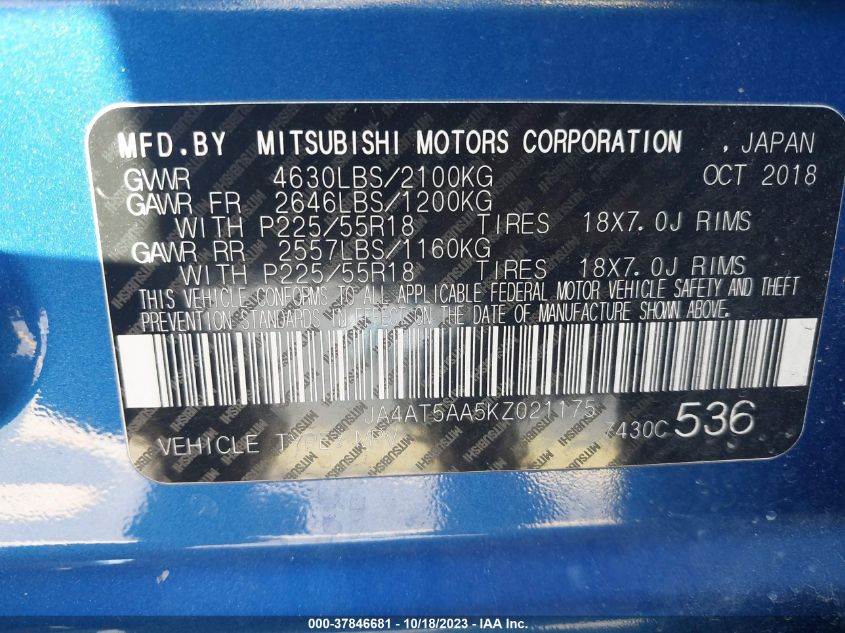 MFD.BY MITSUBISHI MOTORS CORPORATION , JAPAN
GVWR 4630LBS/2100KG OCT 2018
GAWR FR 2646LBS/1200KG
WITH P225/55R18 TIRES 18X7.0J RIMS
GAWR RR 2557LBS/1160KG
WITH P225/55R18 TIRES 18X7.0J RIMS
THIS VEHICLE CONFORMS TO ALL APPLICABLE FEDERAL MOTOR VEHICLE SAFETY AND THEFT
PREVENTION STANDARDS IN EFFECT ON THE DATE OF MANUFACTURE SHOWN ABOVE.
JA4AT5AA5KZ021175
VEHICLE TYPE: MPV 7430C 536
000-37846681 - 10/18/2023 - IAA Inc.